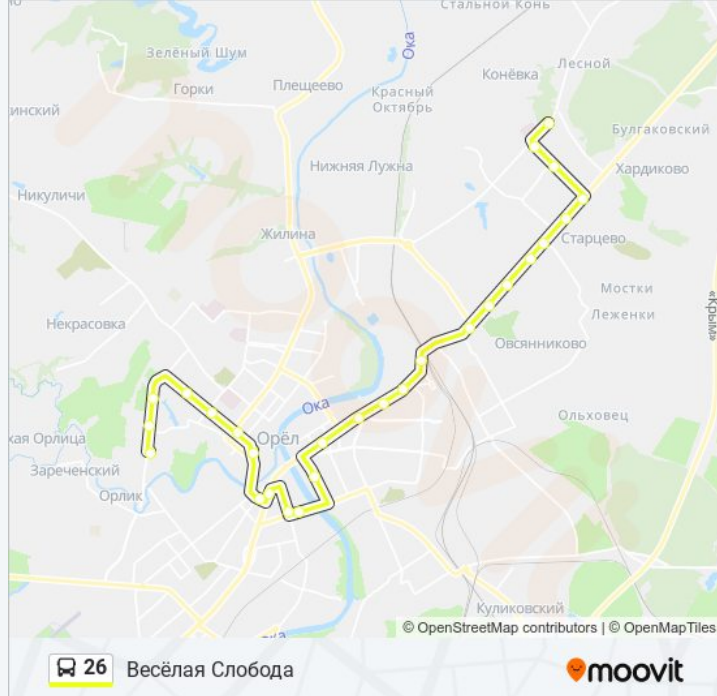 Стальной Конь
Ока
Зелёный Шум
Лесной
Конёвка
Горки
Плещеево
Красный
Октябрь
инский
Булгаковский
Нижняя Лужна
Хардиково
Никуличи
Жилина
Старцево
Мостки
«Крым»
Леженки
Некрасовка
Овсянниково
Ока
Ольховец
хая Орлица
Орёл
Зареченский
Орлик
Куликовский
Ока
© OpenStreetMap contributors | © OpenMapTiles
26 Весёлая Слобода
moovit